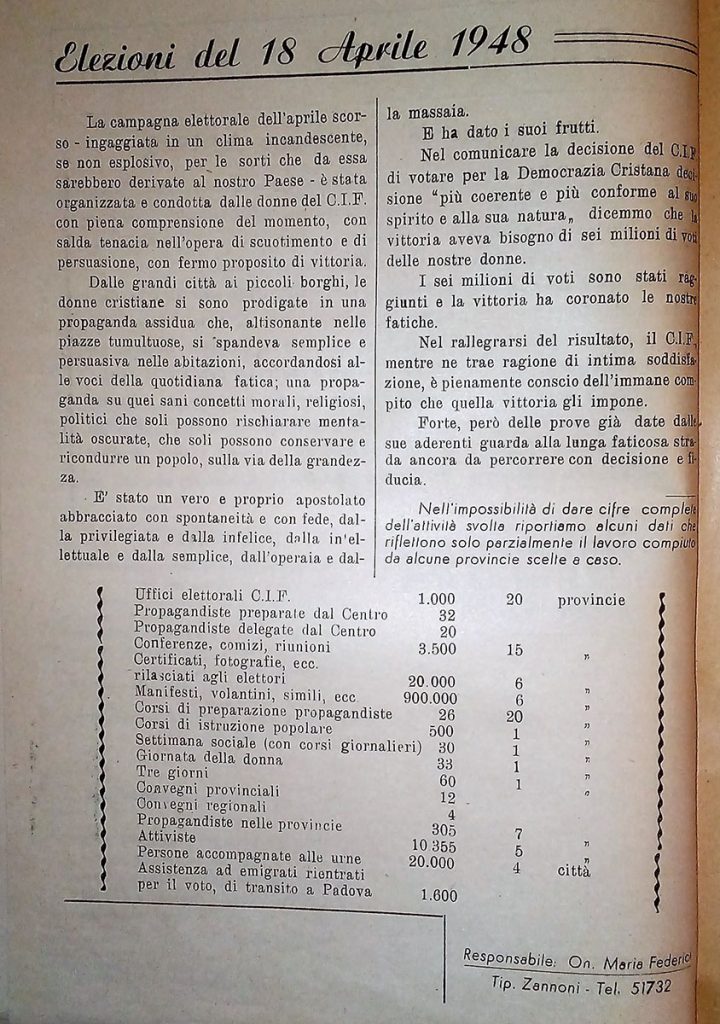 Elezioni del 18 Aprile 1948
La campagna elettorale dell'aprile scor-
so - ingaggiata in un clima incandescente,
se non esplosivo, per le sorti che da essa
sarebbero derivate al nostro Paese - è stata
organizzata e condotta dalle donne del C.I.F.
con piena comprensione del momento, con
salda tenacia nell'opera di scuotimento e di
persuasione, con fermo proposito di vittoria.
Dalle grandi città ai piccoli borghi, le
donne cristiane si sono prodigate in una
propaganda assidua che, altisonante nelle
piazze tumultuose, si spandeva semplice e
persuasiva nelle abitazioni, accordandosi al-
le voci della quotidiana fatica; una propa-
ganda su quei sani concetti morali, religiosi,
politici che soli possono rischiarare menta-
lità oscurate, che soli possono conservare e
ricondurre un popolo, sulla via della grandez-
za.
E' stato un vero e proprio apostolato
abbracciato con spontaneità e con fede, dal-
la privilegiata e dalla infelice, dalla in'el-
lettuale e dalla semplice, dall'operaia e dal-
la massaia.
E ha dato i suoi frutti.
Nel comunicare la decisione del C.I.F.
di votare per la Democrazia Cristana deci-
sione "più coerente e più conforme al suo
spirito e alla sua natura„ dicemmo che la
vittoria aveva bisogno di sei milioni di voti
delle nostre donne.
I sei milioni di voti sono stati rag-
giunti e la vittoria ha coronato le nostre
fatiche.
Nel rallegrarsi del risultato, il C.I.F.,
mentre ne trae ragione di intima soddisfa-
zione, è pienamente conscio dell'immane com-
pito che quella vittoria gli impone.
Forte, però delle prove già date dalle
sue aderenti guarda alla lunga faticosa stra-
da ancora da percorrere con decisione e fi-
ducia.
Nell'impossibilità di dare cifre complete
dell'attività svolta riportiamo alcuni dati che
riflettono solo parzialmente il lavoro compiuto
da alcune provincie scelte a caso.
Uffici elettorali C.I.F. 1.000 20 provincie
Propagandiste preparate dal Centro 32
Propagandiste delegate dal Centro 20
Conferenze, comizi, riunioni 3.500 15 „
Certificati, fotografie, ecc.
rilasciati agli elettori 20.000 6 „
Manifesti, volantini, simili, ecc 900.000 6 „
Corsi di preparazione propagandiste 26 20 „
Corsi di istruzione popolare 500 1 „
Settimana sociale (con corsi giornalieri) 30 1 „
Giornata della donna 33 1 „
Tre giorni 60 1 „
Convegni provinciali 12
Convegni regionali 4
Propagandiste nelle provincie 305 7 „
Attiviste 10 355 5 „
Persone accompagnate alle urne 20.000 4 città
Assistenza ad emigrati rientrati
per il voto, di transito a Padova 1.600
Responsabile: On. Maria Federici
Tip. Zannoni - Tel. 51732